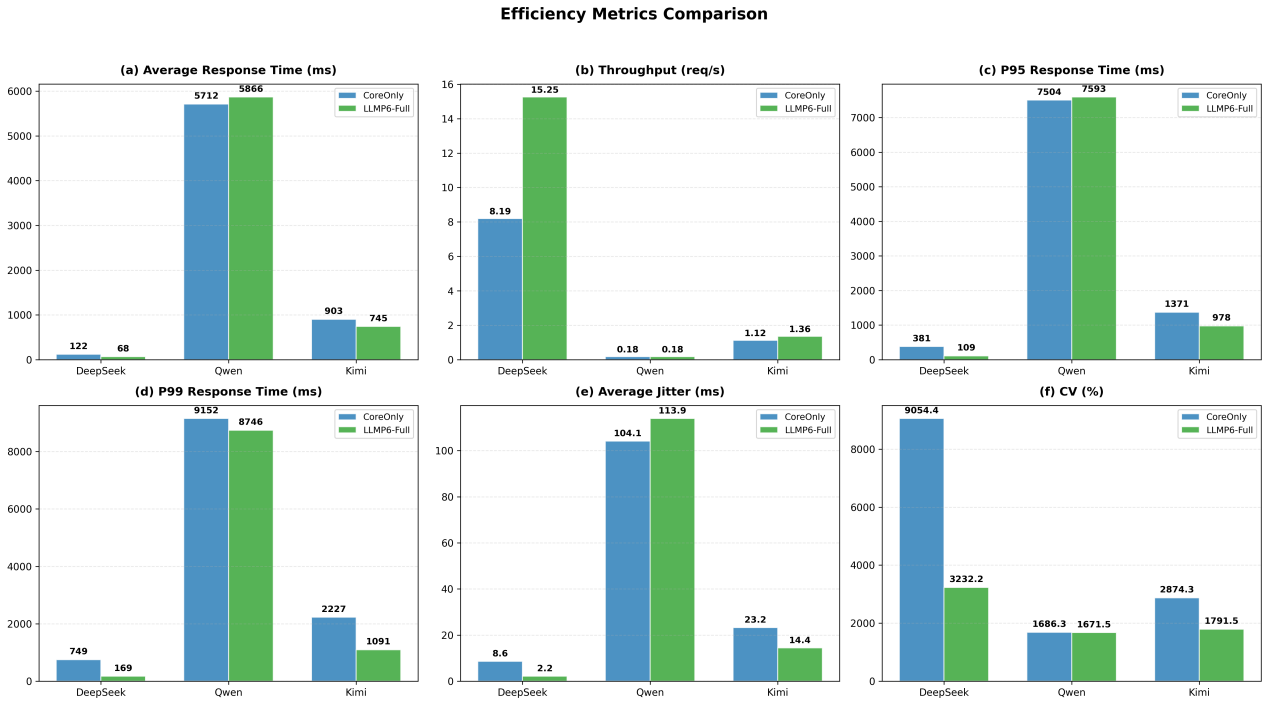 Efficiency Metrics Comparison
(a) Average Response Time (ms)
6000
5000
4000
3000
2000
1000
0
5712
5866
903
745
122
68
CoreOnly
LLMP6-Full
DeepSeek
Qwen
Kimi
(b) Throughput (req/s)
16
14
12
10
8
6
4
2
0
8.19
15.25
0.18
0.18
1.12
1.36
CoreOnly
LLMP6-Full
DeepSeek
Qwen
Kimi
(c) P95 Response Time (ms)
7000
6000
5000
4000
3000
2000
1000
0
381
109
7504
7593
1371
978
CoreOnly
LLMP6-Full
DeepSeek
Qwen
Kimi
(d) P99 Response Time (ms)
8000
6000
4000
2000
0
749
169
9152
8746
2227
1091
CoreOnly
LLMP6-Full
DeepSeek
Qwen
Kimi
(e) Average Jitter (ms)
100
80
60
40
20
0
8.6
2.2
104.1
113.9
23.2
14.4
CoreOnly
LLMP6-Full
DeepSeek
Qwen
Kimi
(f) CV (%)
8000
6000
4000
2000
0
9054.4
3232.2
1686.3
1671.5
2874.3
1791.5
CoreOnly
LLMP6-Full
DeepSeek
Qwen
Kimi